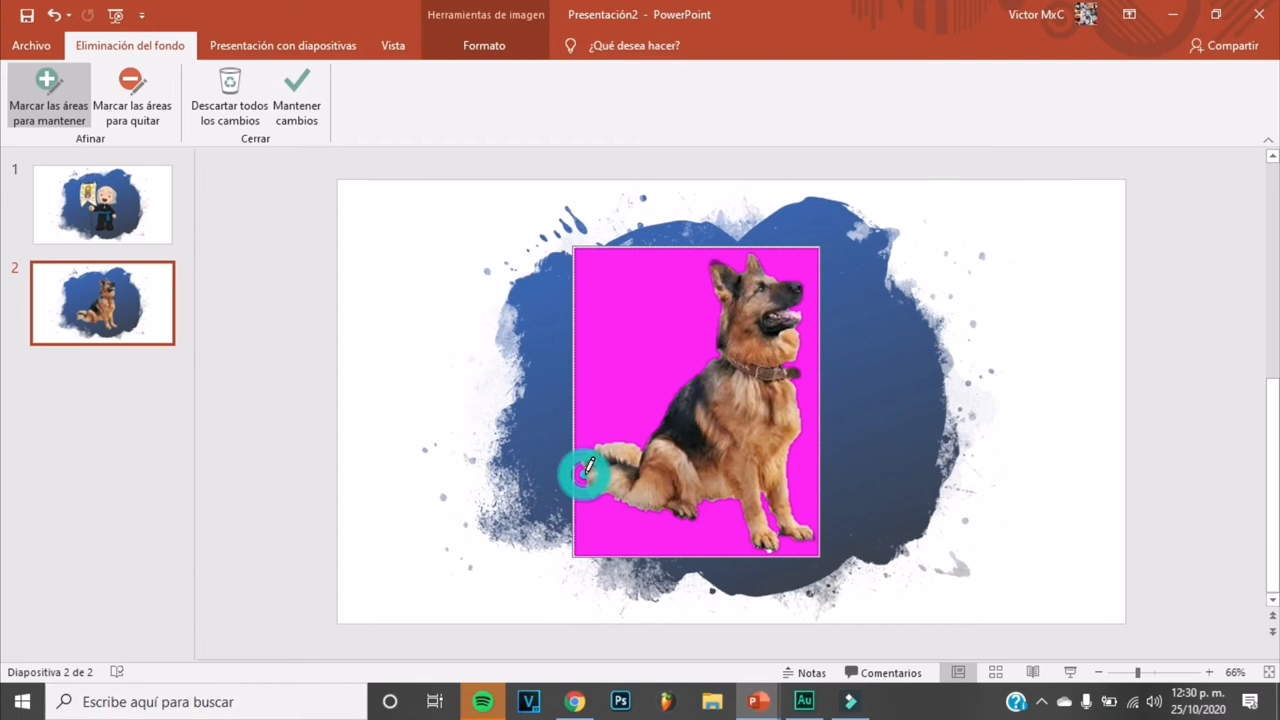 Herramientas de imagen
Presentación2 - PowerPoint
Victor MxC
Archivo
Eliminación del fondo
Presentación con diapositivas
Vista
Formato
¿Qué desea hacer?
Compartir
Marcar las áreas
para mantener
Marcar las áreas
para quitar
Descartar todos
los cambios
Mantener
cambios
Afinar
Cerrar
1
2
Diapositiva 2 de 2
Notas
Comentarios
66%
Escribe aquí para buscar
V
Ps
P
Au
12:30 p. m.
25/10/2020